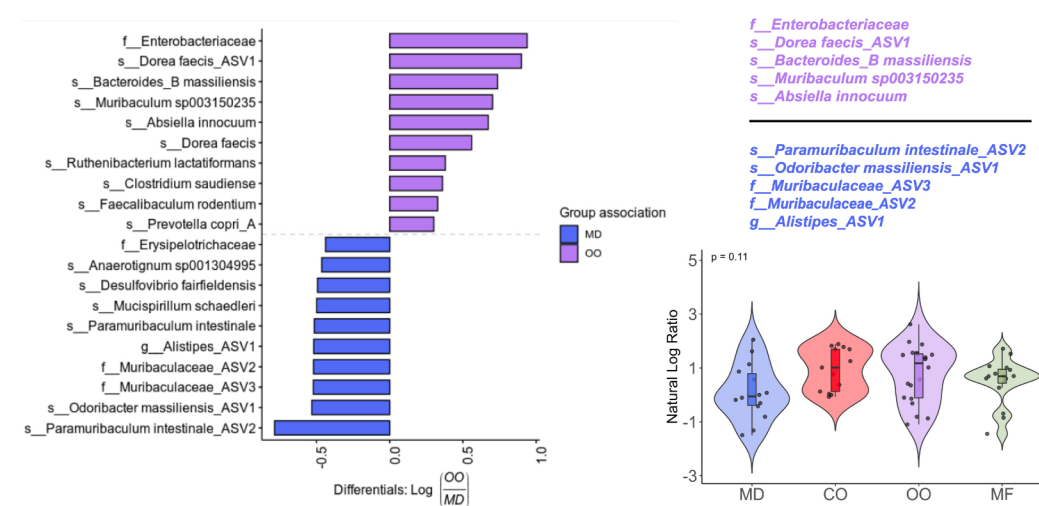 f__Enterobacteriaceae
s__Dorea faecis_ASV1
s__Bacteroides_B massiliensis
s__Muribaculum sp003150235
s__Absiella innocuum
s__Dorea faecis
s__Ruthenibacterium lactatiformans
s__Clostridium saudiense
s__Faecalibaculum rodentium
s__Prevotella copri_A
f__Erysipelotrichaceae
s__Anaerotignum sp001304995
s__Desulfovibrio fairfieldensis
s__Mucispirillum schaedleri
s__Paramuribaculum intestinale
g__Alistipes_ASV1
f__Muribaculaceae_ASV2
f__Muribaculaceae_ASV3
s__Odoribacter massiliensis_ASV1
s__Paramuribaculum intestinale_ASV2
-0.5 0.0 0.5 1.0
Differentials: Log (OO/MD)
Group association
MD
OO
f__Enterobacteriaceae
s__Dorea faecis_ASV1
s__Bacteroides_B massiliensis
s__Muribaculum sp003150235
s__Absiella innocuum
s__Paramuribaculum intestinale_ASV2
s__Odoribacter massiliensis_ASV1
f__Muribaculaceae_ASV3
f__Muribaculaceae_ASV2
g__Alistipes_ASV1
p = 0.11
Natural Log Ratio
5
3
1
-1
-3
MD CO OO MF